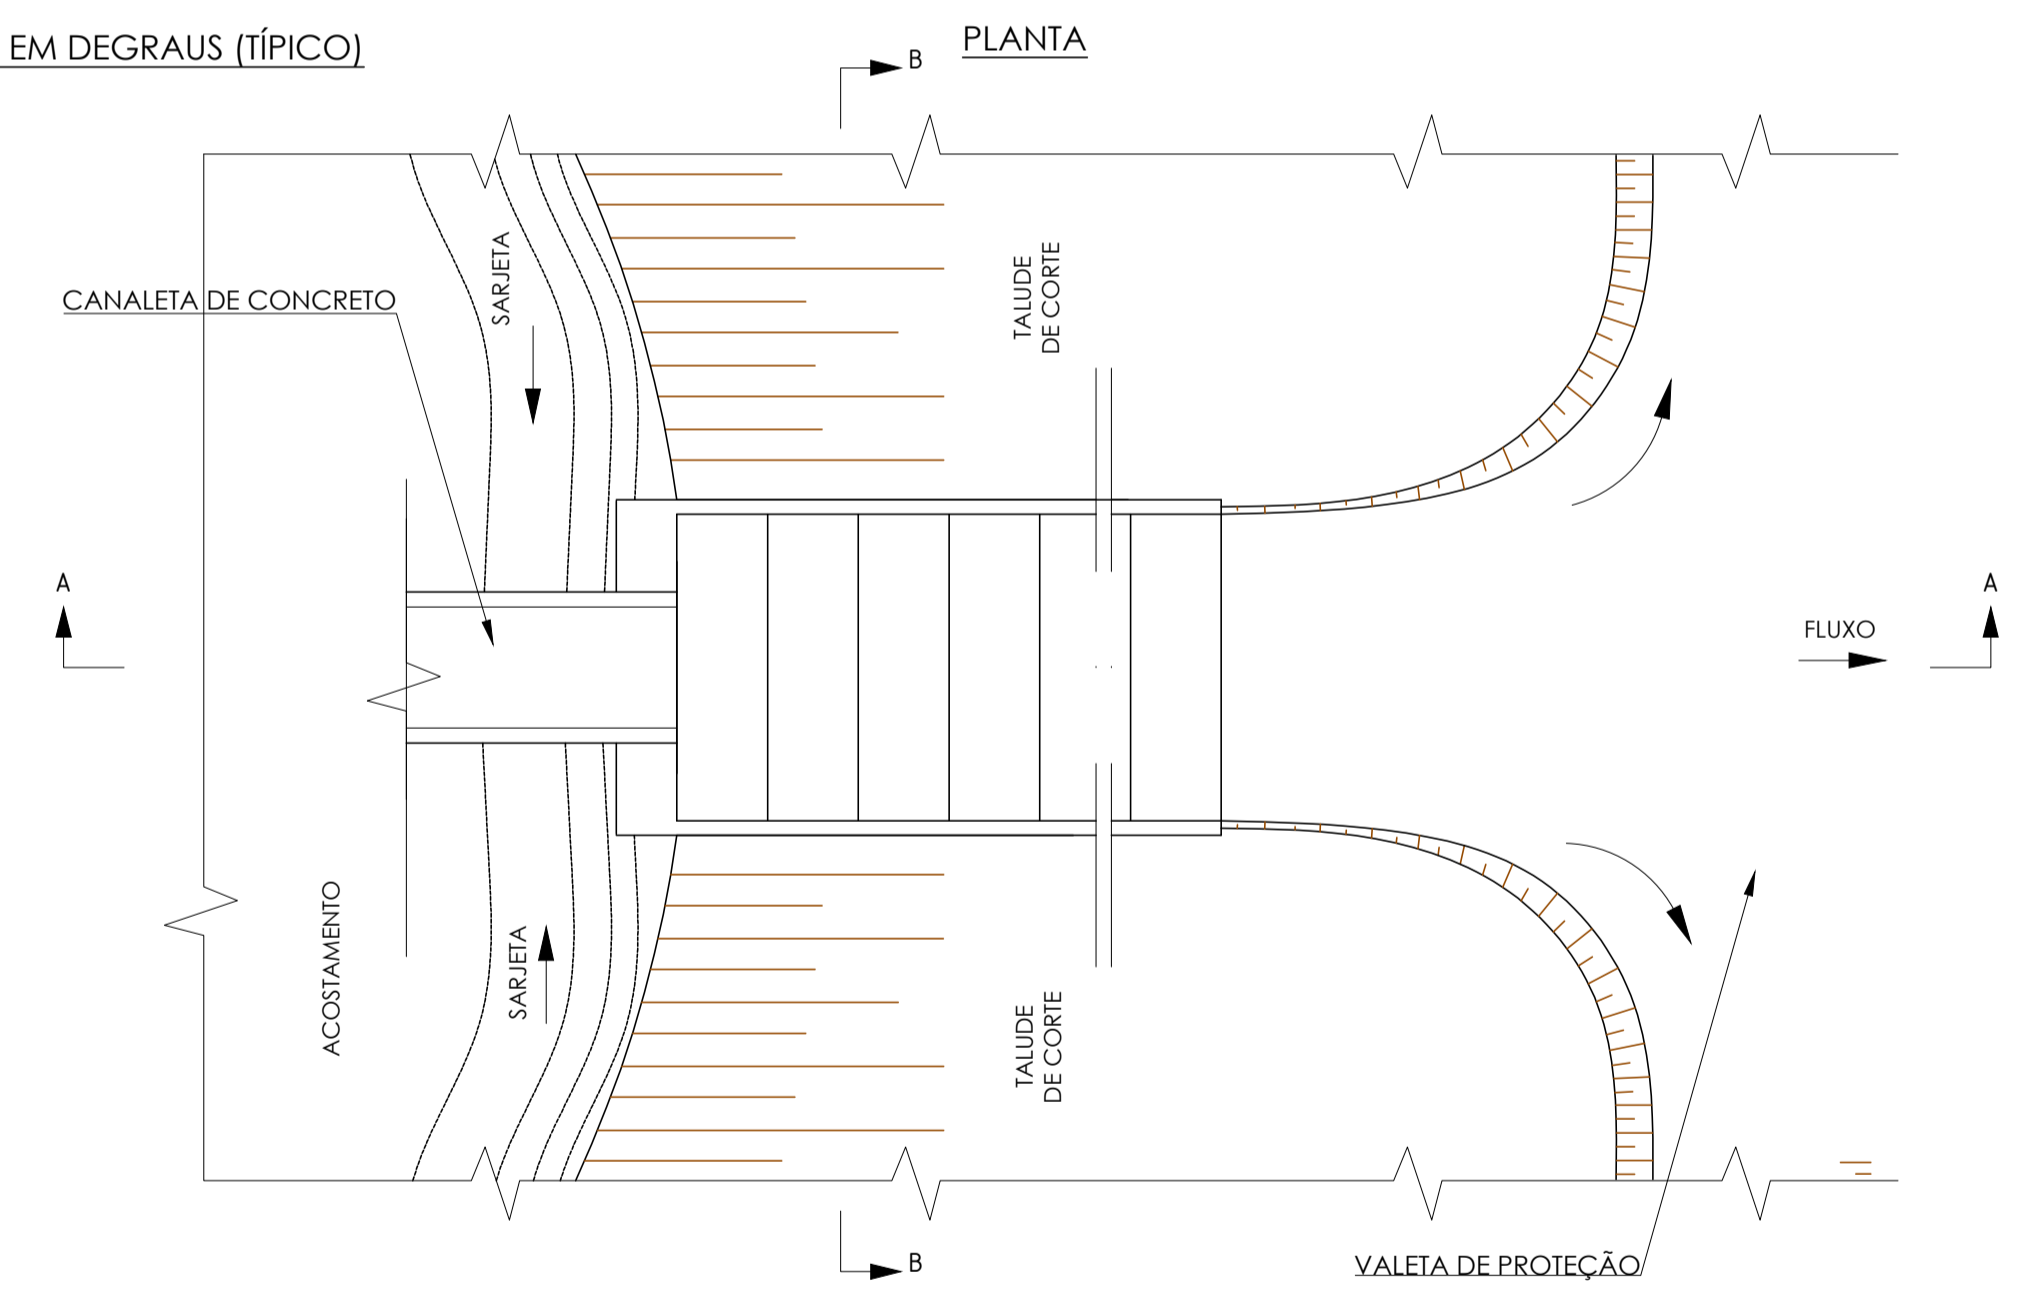 EM DEGRAUS (TÍPICO)
PLANTA
B
SARJETA
TALUDE
DE CORTE
CANALETA DE CONCRETO
A
A
FLUXO
ACOSTAMENTO
SARJETA
TALUDE
DE CORTE
B
VALETA DE PROTEÇÃO